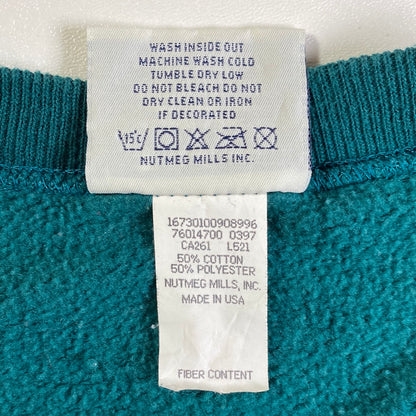 WASH INSIDE OUT
MACHINE WASH COLD
TUMBLE DRY LOW
DO NOT BLEACH DO NOT
DRY CLEAN OR IRON
IF DECORATED
NUTMEG MILLS INC.
16730100908996
76014700 0397
CA261 L521
50% COTTON
50% POLYESTER
NUTMEG MILLS, INC.
MADE IN USA
FIBER CONTENT